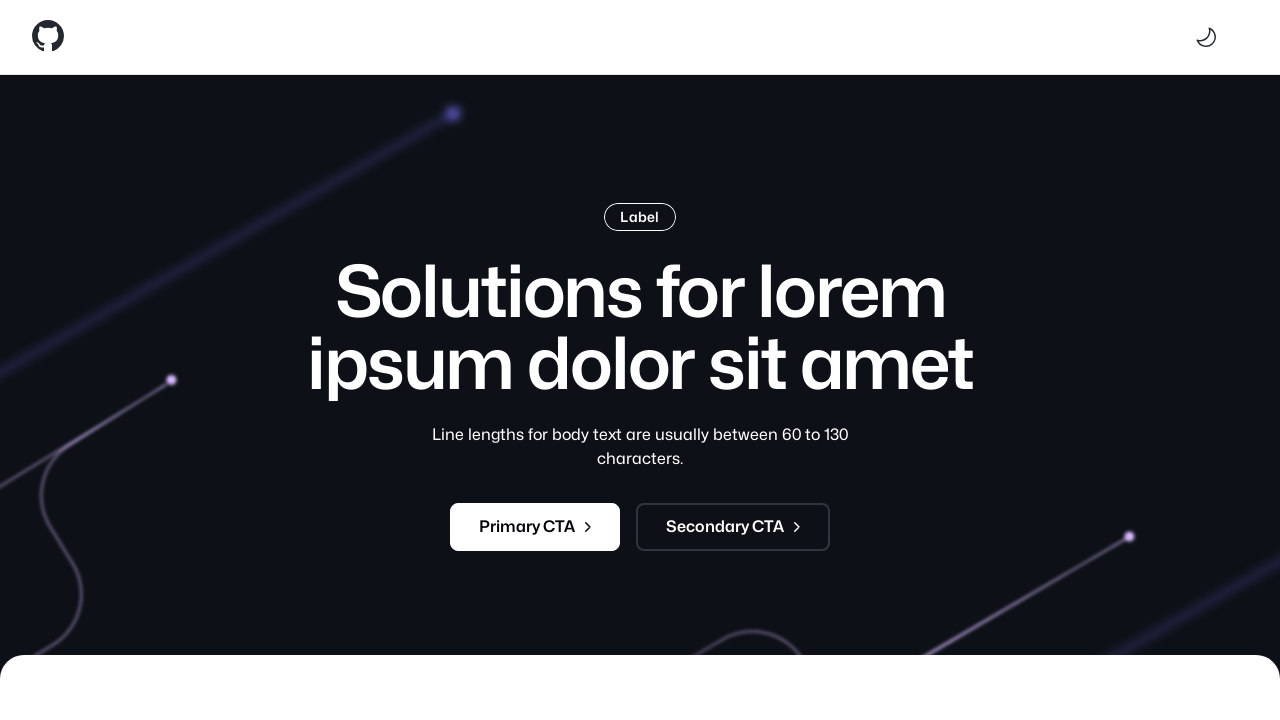 Label
Solutions for lorem
ipsum dolor sit amet
Line lengths for body text are usually between 60 to 130
characters.
Primary CTA
Secondary CTA